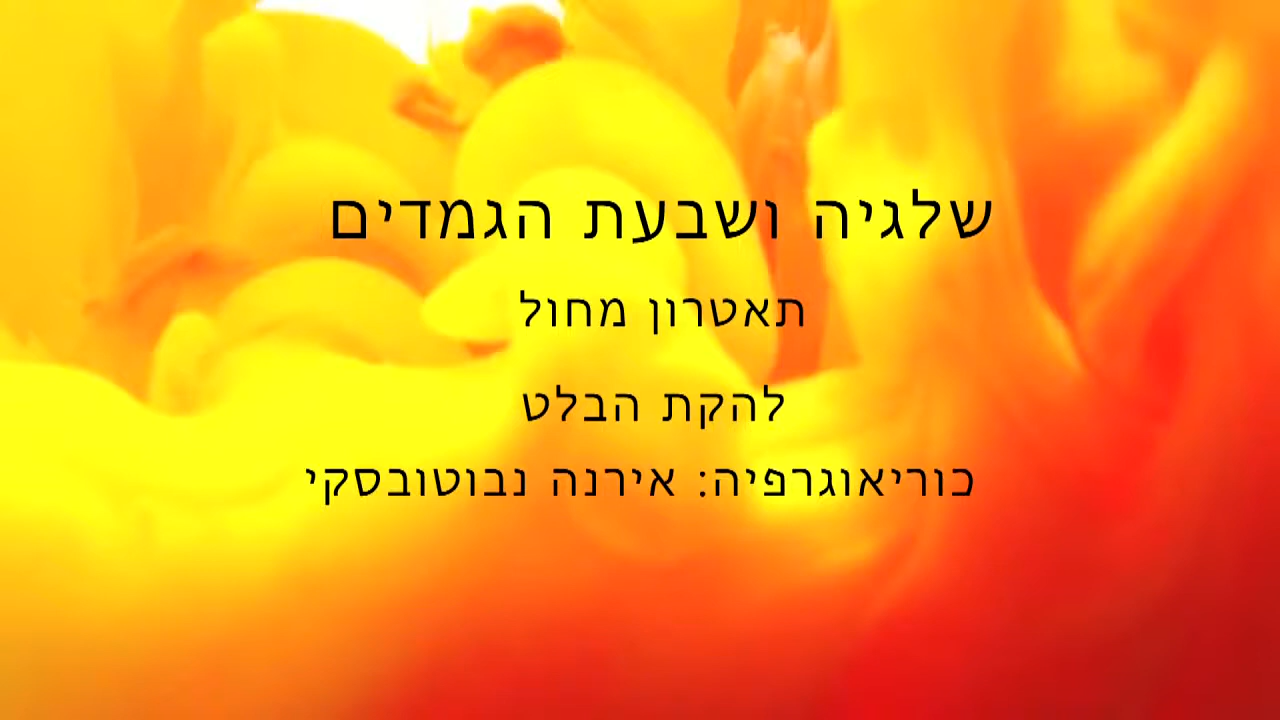 שלגיה ושבעת הגמדים
תאטרון מחול
להקת הבלט
כוריאוגרפיה: אירנה נבוטובסקי